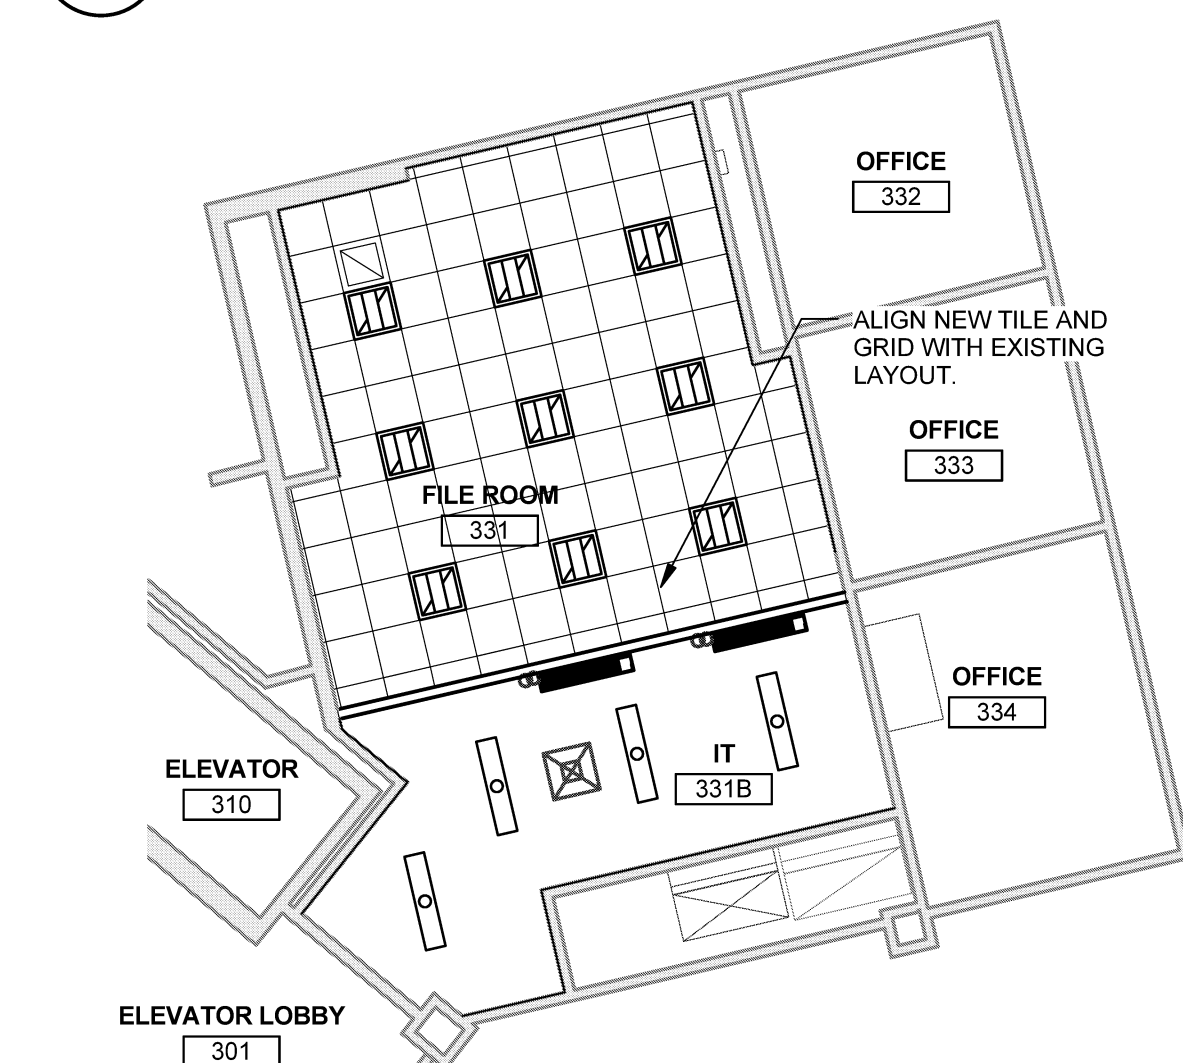 OFFICE
332
ALIGN NEW TILE AND
GRID WITH EXISTING
LAYOUT.
OFFICE
333
FILE ROOM
331
OFFICE
334
IT
331B
ELEVATOR
310
ELEVATOR LOBBY
301